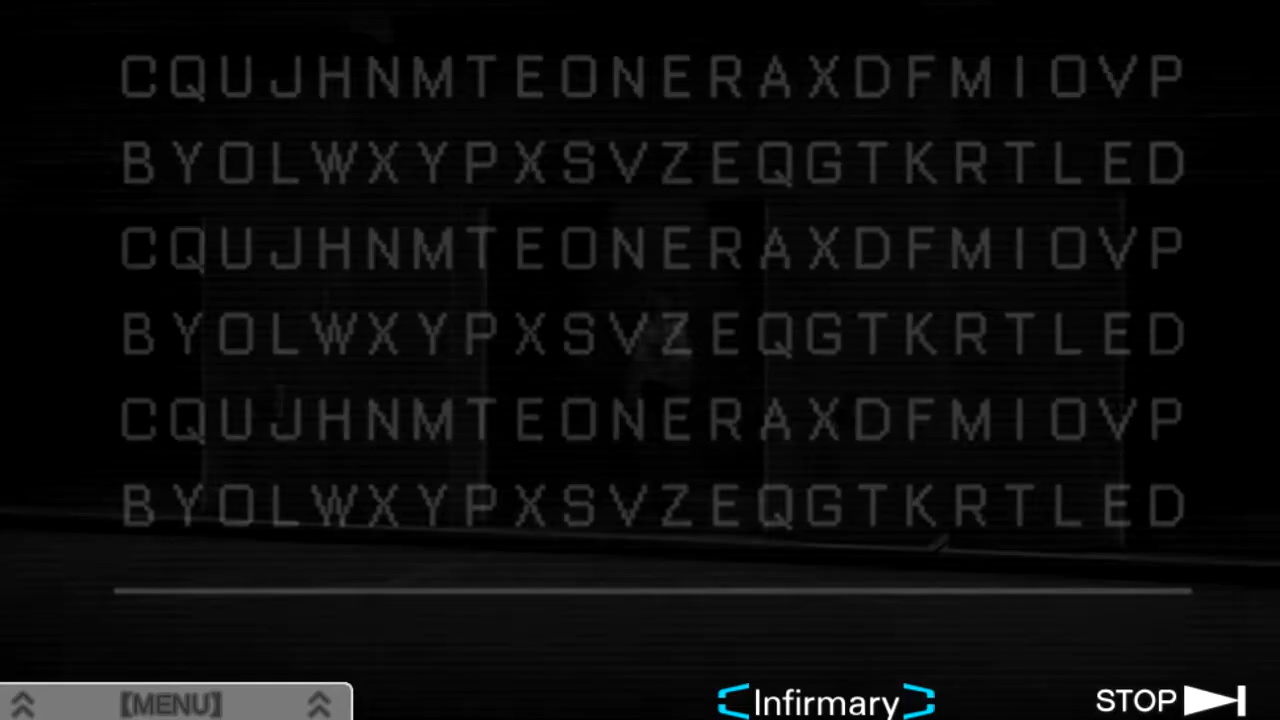 CQUJHNMTEONERAXDFMIOVP
BYOLWXYPXSVZEQGTKRTLED
CQUJHNMTEONERAXDFMIOVP
BYOLWXYPXSVZEQGTKRTLED
CQUJHNMTEONERAXDFMIOVP
BYOLWXYPXSVZEQGTKRTLED
【MENU】
Infirmary
STOP